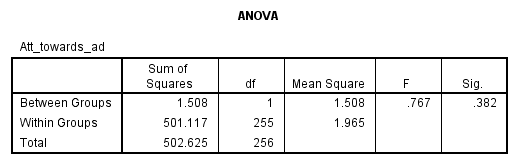 ANOVA
Att_towards_ad
Sum of Squares df Mean Square F Sig.
Between Groups 1.508 1 1.508 .767 .382
Within Groups 501.117 255 1.965
Total 502.625 256